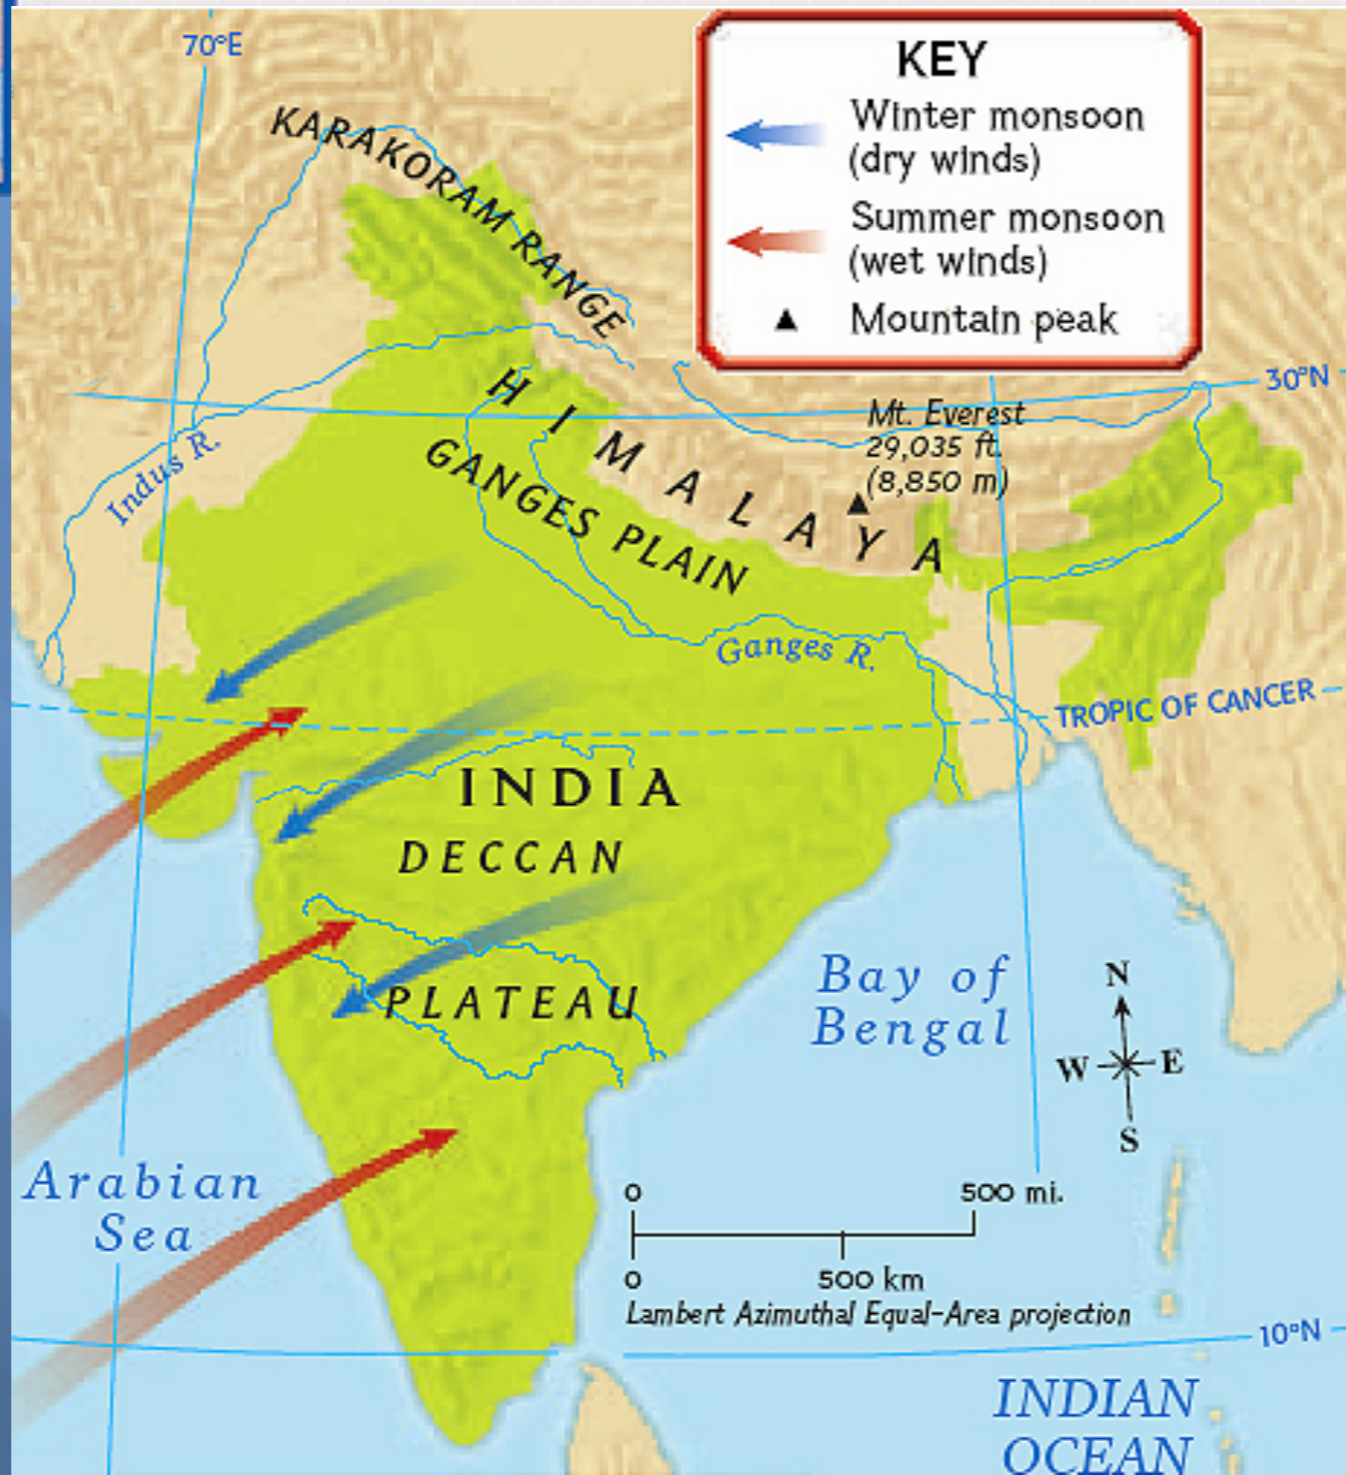 70°E
KEY
Winter monsoon
(dry winds)
Summer monsoon
(wet winds)
Mountain peak
KARAKORAM RANGE
30°N
HIMALAYA
Mt. Everest
29,035 ft.
(8,850 m)
Indus R.
GANGES PLAIN
Ganges R.
TROPIC OF CANCER
INDIA
DECCAN
PLATEAU
Bay of
Bengal
N
W E
S
Arabian
Sea
0 500 mi.
0 500 km
Lambert Azimuthal Equal-Area projection
10°N
INDIAN
OCEAN